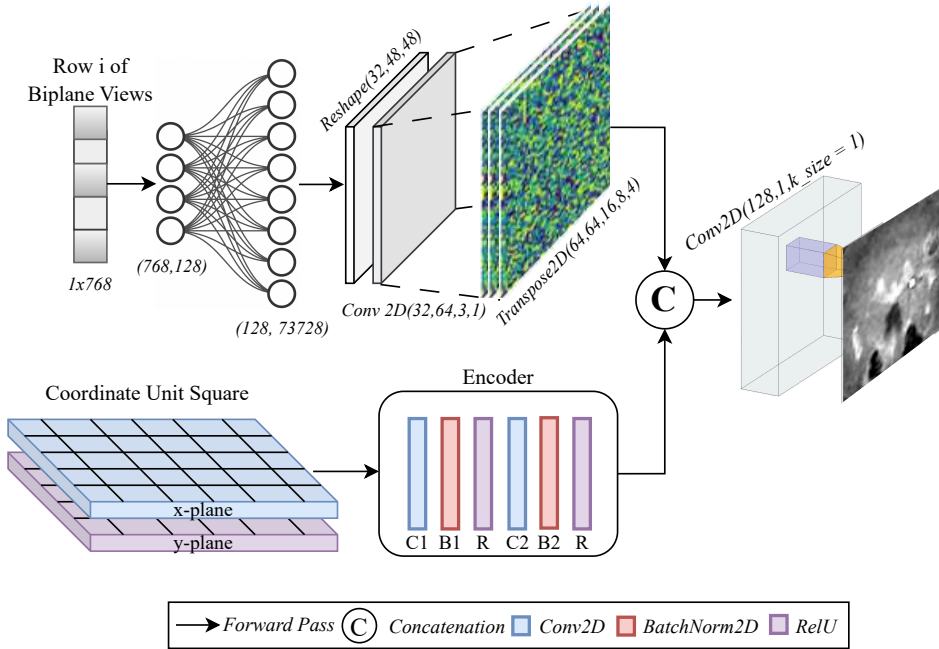 Row i of
Biplane Views
1x768
(768,128)
(128, 73728)
Reshape(32,48,48)
Conv 2D(32,64,3,1)
Transpose2D(64,64,16,8,4)
C
Conv2D(128,1,k_size = 1)
Coordinate Unit Square
x-plane
y-plane
Encoder
C1 B1 R C2 B2 R
Forward Pass C Concatenation Conv2D BatchNorm2D RelU